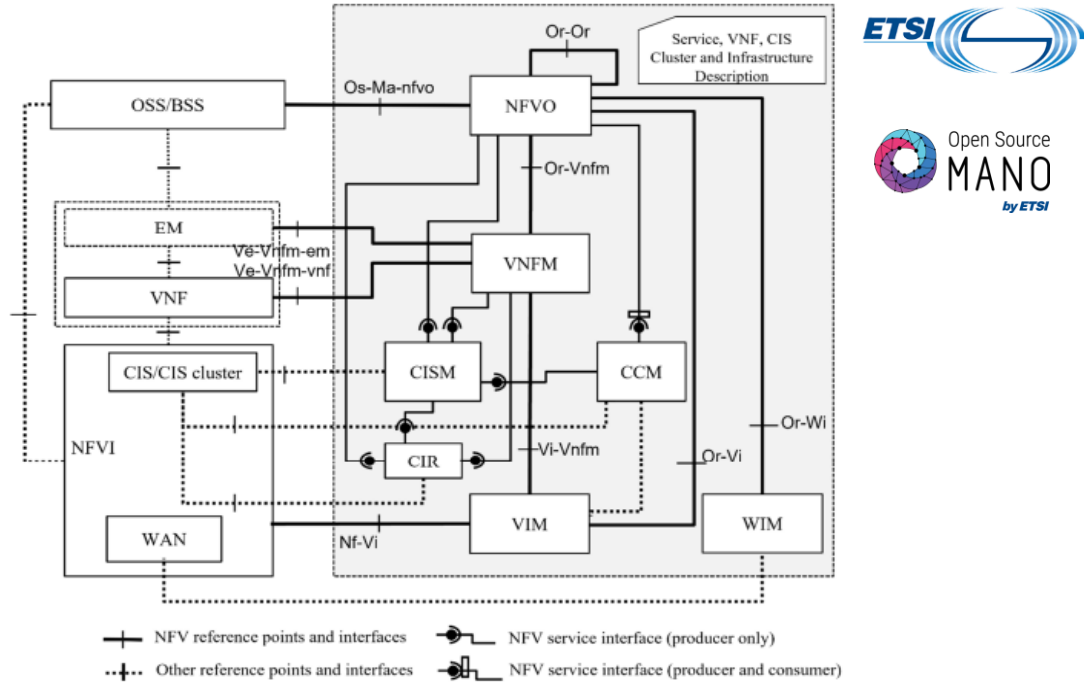 Or-Or
Service, VNF, CIS
Cluster and Infrastructure
Description
ETSI
OSS/BSS
Os-Ma-nfvo
NFVO
Open Source
MANO
by ETSI
Or-Vnfm
EM
Ve-Vnfm-em
Ve-Vnfm-vnf
VNFM
VNF
CIS/CIS cluster
CISM
CCM
NFVI
Or-Wi
Vi-Vnfm
Or-Vi
CIR
WAN
Nf-Vi
VIM
WIM
NFV reference points and interfaces
NFV service interface (producer only)
Other reference points and interfaces
NFV service interface (producer and consumer)